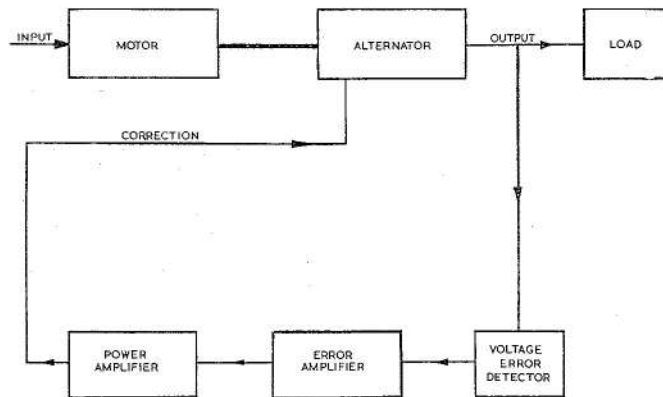 INPUT
MOTOR
ALTERNATOR
OUTPUT
LOAD
CORRECTION
POWER
AMPLIFIER
ERROR
AMPLIFIER
VOLTAGE
ERROR
DETECTOR